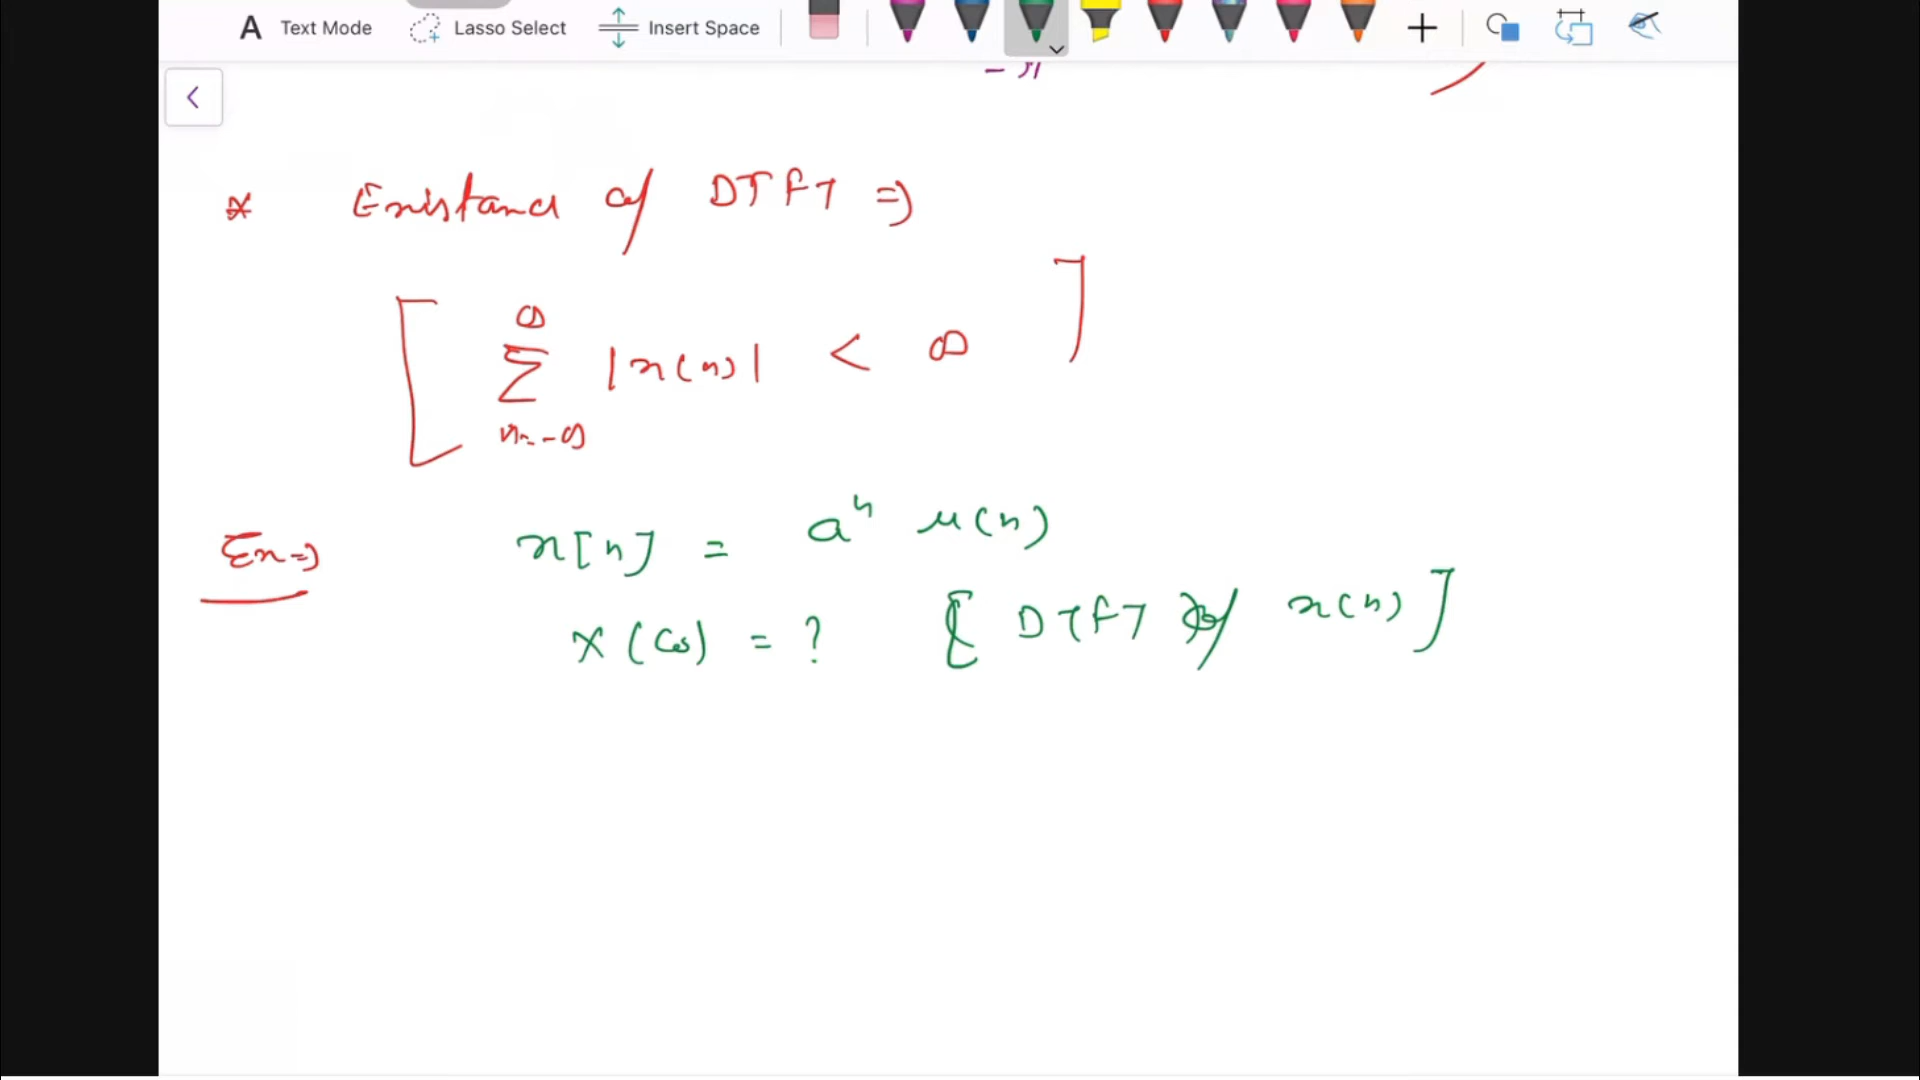 Text Mode Lasso Select Insert Space
- π
* Existance of DTFT =>
[ ∞ ∑ n=-∞ |x(n)| < ∞ ]
Ex=> x[n] = aⁿ u(n)
X(ω) = ? [ DTFT of x(n) ]